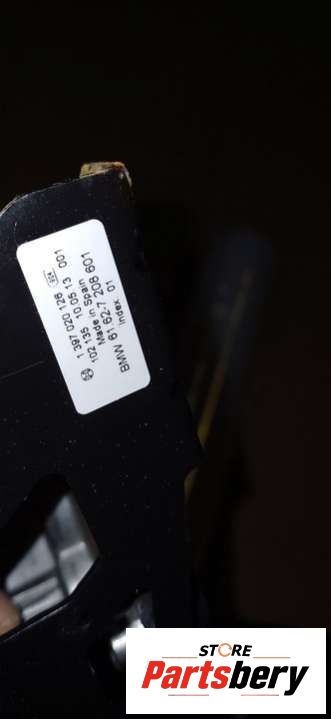 1 397 020 128
102 135 10 05 13 001
Made in Spain
BMW 61.62-7 208 601
Index. 01
STORE
Partsbery